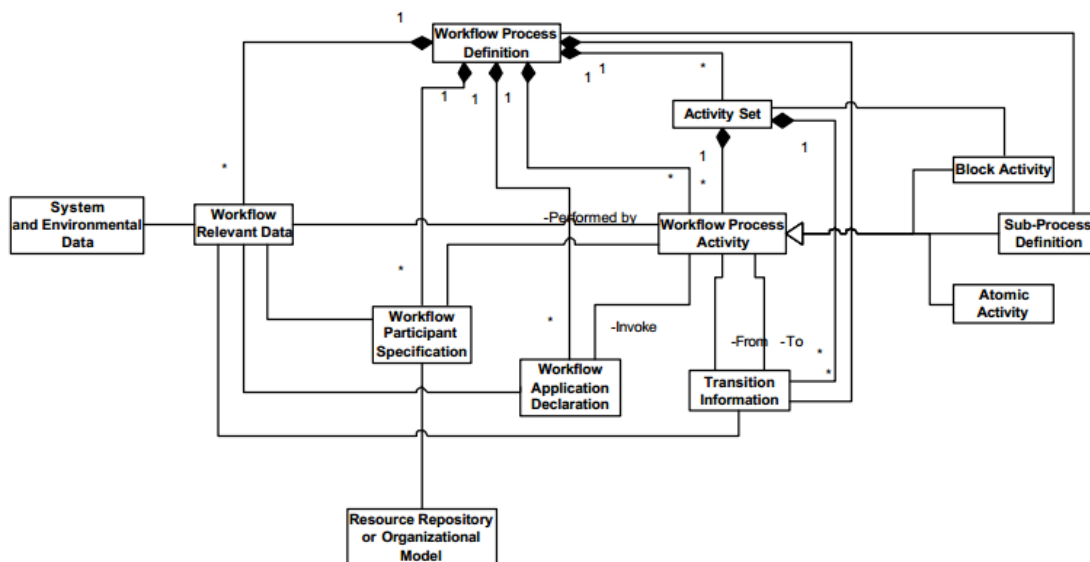 1
Workflow Process
Definition
1
1
1
1
1
*
Activity Set
1
1
*
*
*
Block Activity
System
and Environmental
Data
Workflow
Relevant Data
-Performed by
Workflow Process
Activity
Sub-Process
Definition
*
Atomic
Activity
Workflow
Participant
Specification
*
-Invoke
-From
-To
*
*
Workflow
Application
Declaration
Transition
Information
Resource Repository
or Organizational
Model